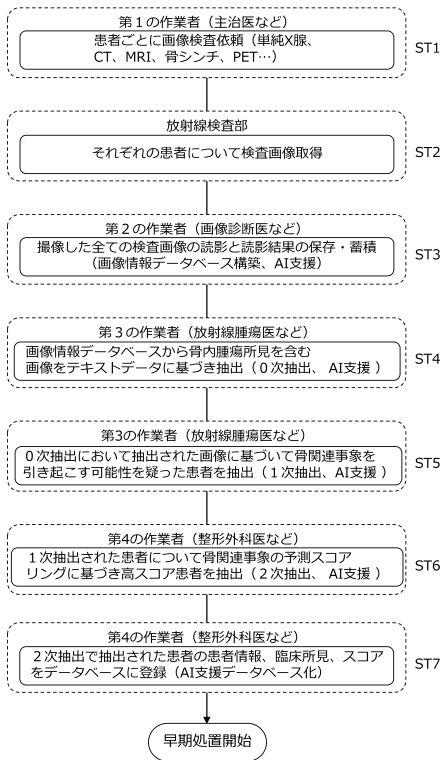 第１の作業者（主治医など）
患者ごとに画像検査依頼（単純X腺、
CT、MRI、骨シンチ、PET…）
ST1
放射線検査部
それぞれの患者について検査画像取得
ST2
第２の作業者（画像診断医など）
撮像した全ての検査画像の読影と読影結果の保存・蓄積
（画像情報データベース構築、AI支援）
ST3
第３の作業者（放射線腫瘍医など）
画像情報データベースから骨内腫瘍所見を含む
画像をテキストデータに基づき抽出（０次抽出、 AI支援 ）
ST4
第3の作業者（放射線腫瘍医など）
０次抽出において抽出された画像に基づいて骨関連事象を
引き起こす可能性を疑った患者を抽出（１次抽出、AI支援 ）
ST5
第4の作業者（整形外科医など）
１次抽出された患者について骨関連事象の予測スコア
リングに基づき高スコア患者を抽出（２次抽出、 AI支援 ）
ST6
第4の作業者（整形外科医など）
２次抽出で抽出された患者の患者情報、臨床所見、スコア
をデータベースに登録（AI支援データベース化）
ST7
早期処置開始